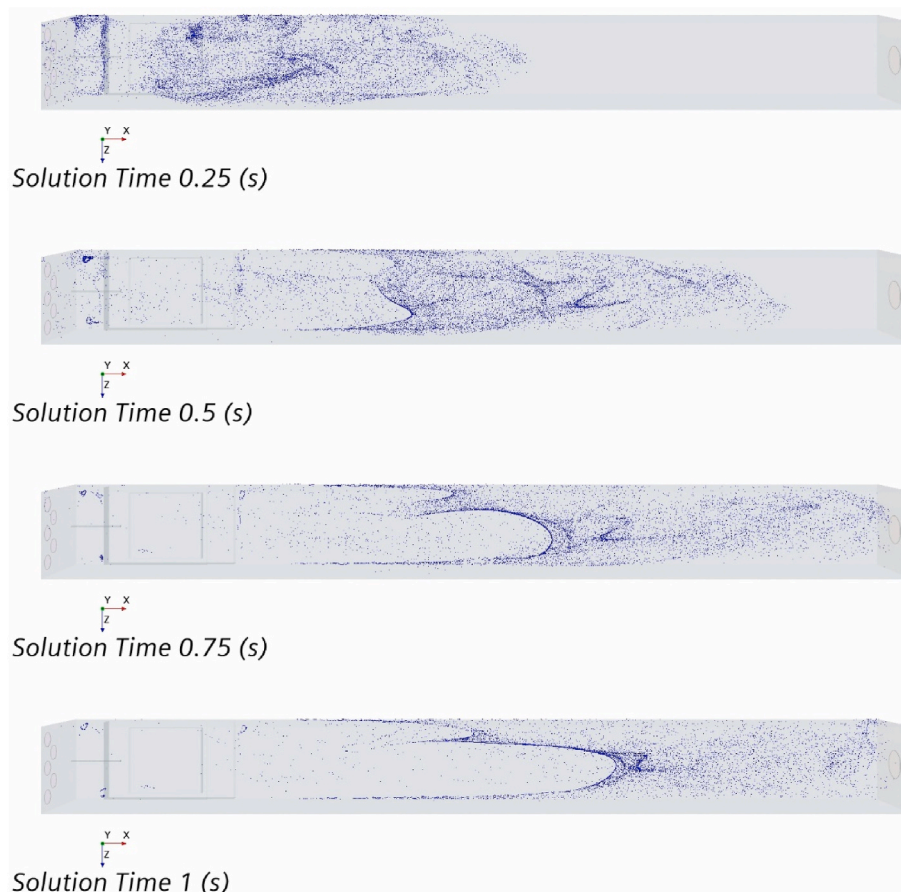 Y X
Z
Solution Time 0.25 (s)
Y X
Z
Solution Time 0.5 (s)
Y X
Z
Solution Time 0.75 (s)
Y X
Z
Solution Time 1 (s)